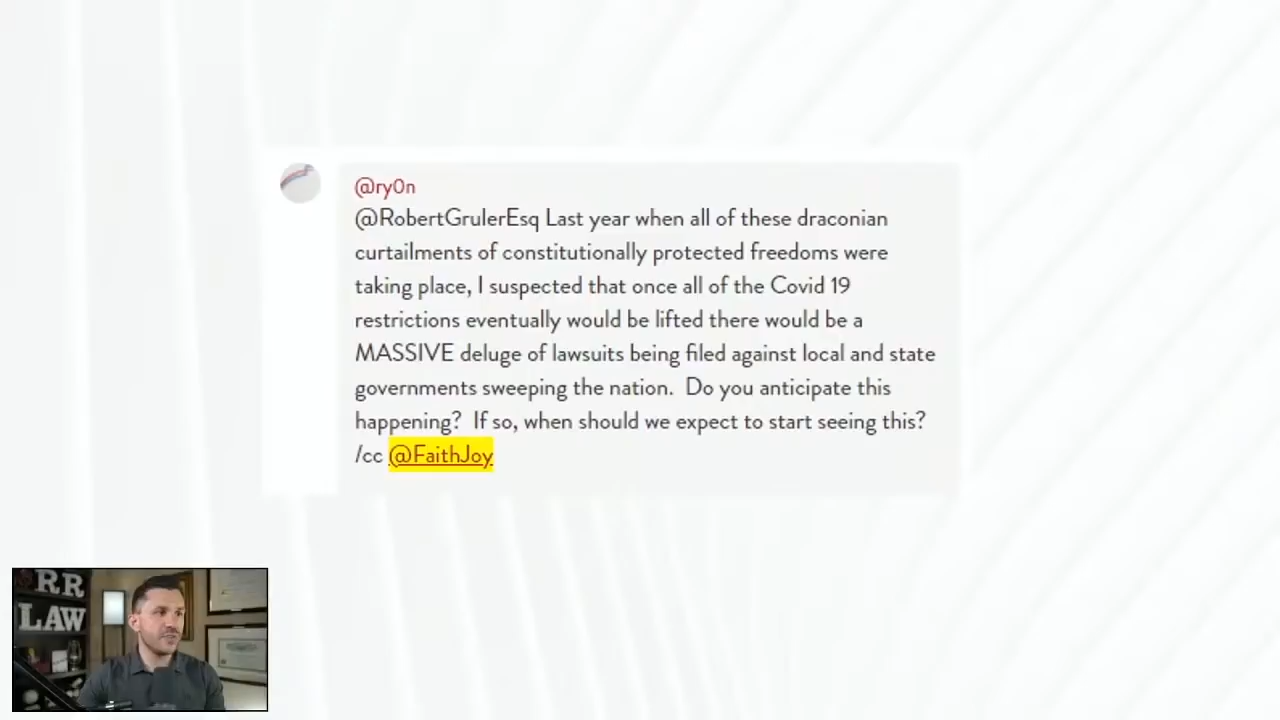 @ry0n
@RobertGrulerEsq Last year when all of these draconian
curtailments of constitutionally protected freedoms were
taking place, I suspected that once all of the Covid 19
restrictions eventually would be lifted there would be a
MASSIVE deluge of lawsuits being filed against local and state
governments sweeping the nation.  Do you anticipate this
happening?  If so, when should we expect to start seeing this?
/cc @FaithJoy
RR
LAW